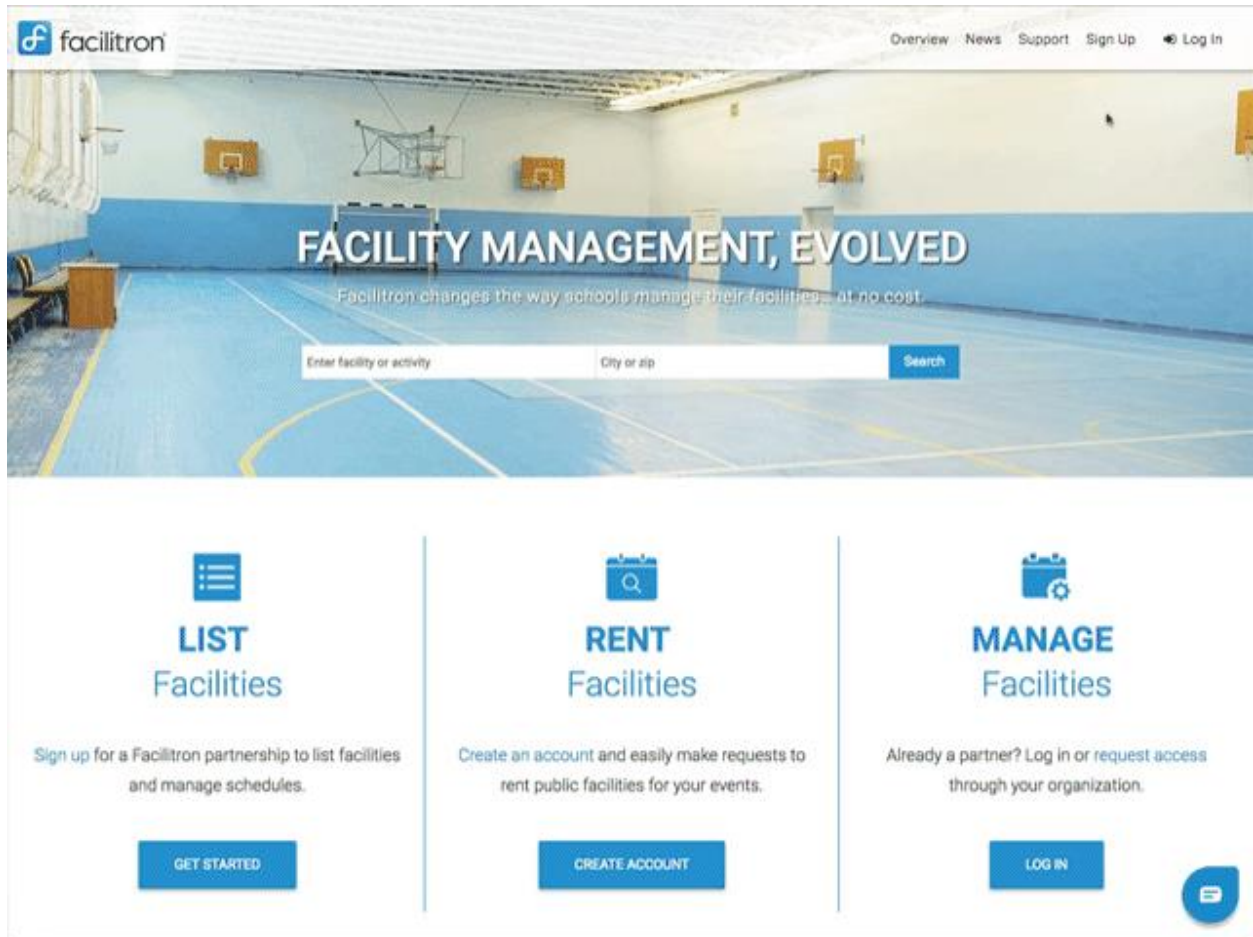 facilitron
Overview News Support Sign Up Log In
FACILITY MANAGEMENT, EVOLVED
Facilitron changes the way schools manage their facilities... at no cost.
Enter facility or activity City or zip Search
LIST
Facilities
Sign up for a Facilitron partnership to list facilities
and manage schedules.
GET STARTED
RENT
Facilities
Create an account and easily make requests to
rent public facilities for your events.
CREATE ACCOUNT
MANAGE
Facilities
Already a partner? Log in or request access
through your organization.
LOG IN